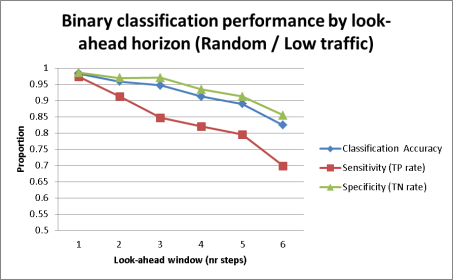 Binary classification performance by look-
ahead horizon (Random / Low traffic)
Proportion
1
0.95
0.9
0.85
0.8
0.75
0.7
0.65
0.6
0.55
0.5
1 2 3 4 5 6
Look-ahead window (nr steps)
Classification Accuracy
Sensitivity (TP rate)
Specificity (TN rate)